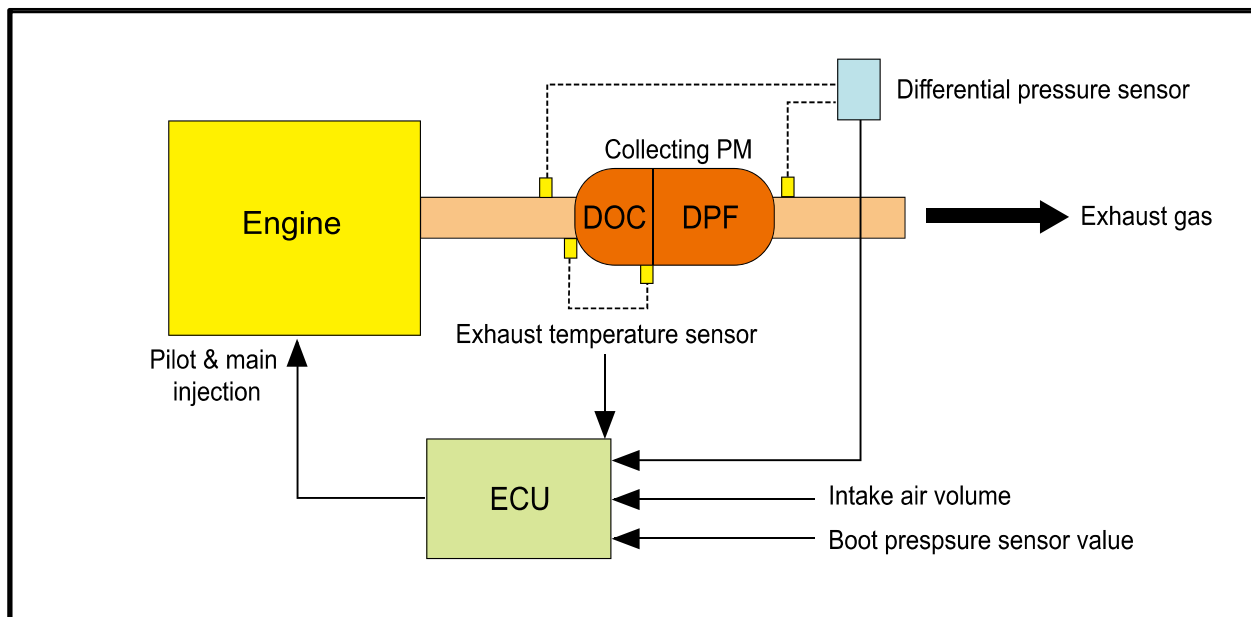 Differential pressure sensor
Collecting PM
Engine
DOC
DPF
Exhaust gas
Exhaust temperature sensor
Pilot & main
injection
ECU
Intake air volume
Boot prespsure sensor value